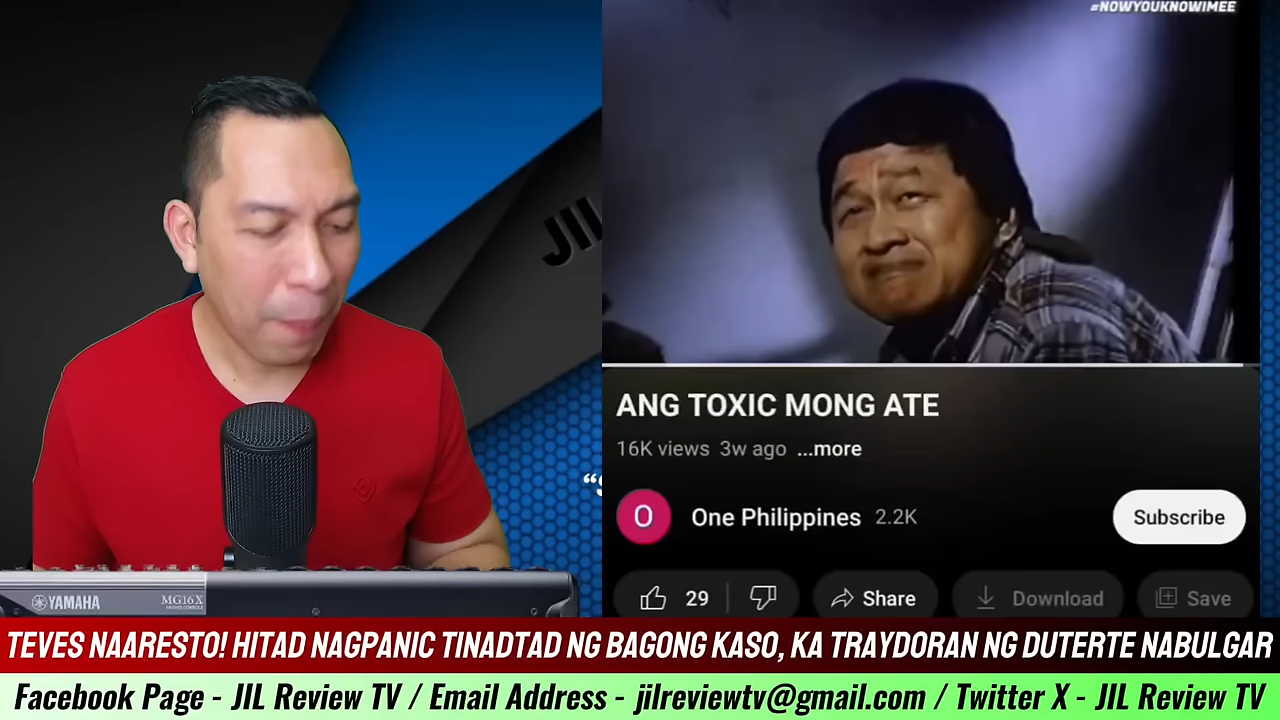 #NOWYOUKNOWIMEE
JIL
ANG TOXIC MONG ATE
16K views 3w ago ...more
O One Philippines 2.2K Subscribe
29 Share Download Save
YAMAHA MG16X
TEVES NAARESTO! HITAD NAGPANIC TINADTAD NG BAGONG KASO, KA TRAYDORAN NG DUTERTE NABULGAR
Facebook Page - JIL Review TV / Email Address - jilreviewtv@gmail.com / Twitter X - JIL Review TV